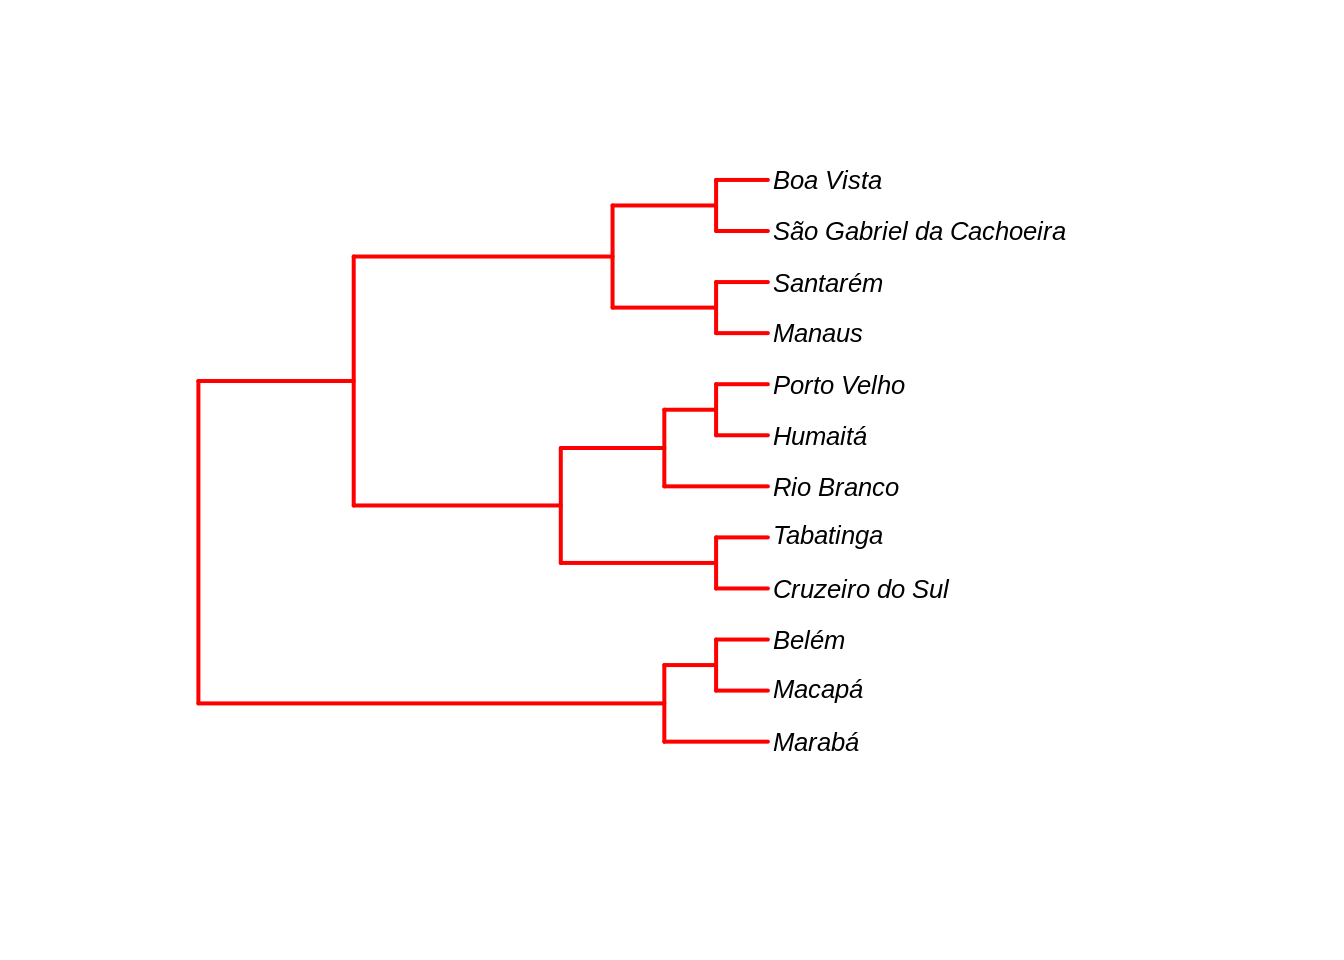 Boa Vista
São Gabriel da Cachoeira
Santarém
Manaus
Porto Velho
Humaitá
Rio Branco
Tabatinga
Cruzeiro do Sul
Belém
Macapá
Marabá